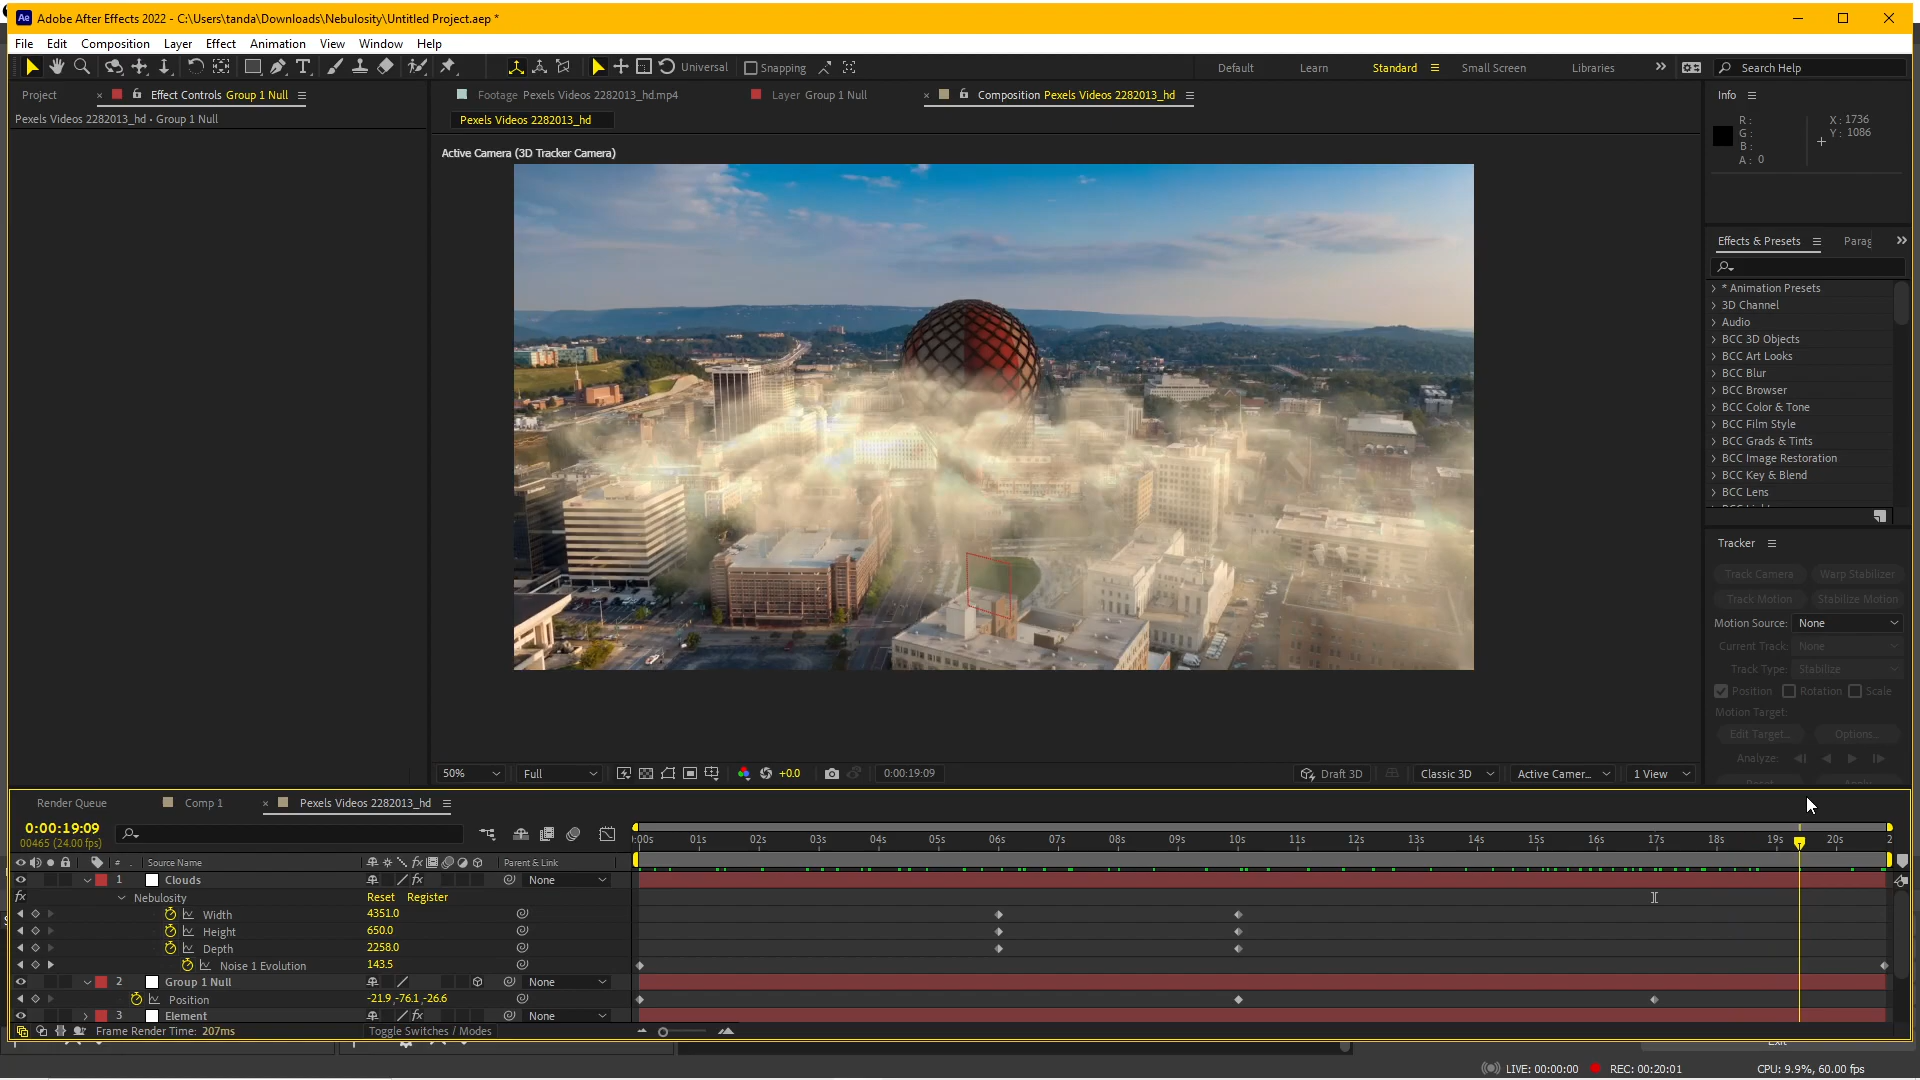 Adobe After Effects 2022 - C:\Users\tanda\Downloads\Nebulosity\Untitled Project.aep *
File Edit Composition Layer Effect Animation View Window Help
Universal Snapping Default Learn Standard Small Screen Libraries Search Help
Project Effect Controls Group 1 Null Footage Pexels Videos 2282013_hd.mp4 Layer Group 1 Null Composition Pexels Videos 2282013_hd Info
Pexels Videos 2282013_hd • Group 1 Null
Pexels Videos 2282013_hd
R :
G :
B :
A : 0
X : 1736
Y : 1086
Active Camera (3D Tracker Camera)
Effects & Presets Parag
* Animation Presets
3D Channel
Audio
BCC 3D Objects
BCC Art Looks
BCC Blur
BCC Browser
BCC Color & Tone
BCC Film Style
BCC Grads & Tints
BCC Image Restoration
BCC Key & Blend
BCC Lens
Tracker
Track Camera Warp Stabilizer
Track Motion Stabilize Motion
Motion Source: None
Current Track: None
Track Type: Stabilize
Position Rotation Scale
Motion Target:
Edit Target... Options...
Analyze:
50% Full +0.0 0:00:19:09 Draft 3D Classic 3D Active Camer... 1 View
Render Queue Comp 1 Pexels Videos 2282013_hd
0:00:19:09
00465 (24.00 fps)
:00s 01s 02s 03s 04s 05s 06s 07s 08s 09s 10s 11s 12s 13s 14s 15s 16s 17s 18s 19s 20s 2
# Source Name fx Parent & Link
1 Clouds fx None
fx Nebulosity Reset Register
Width 4351.0
Height 650.0
Depth 2258.0
Noise 1 Evolution 143.5
2 Group 1 Null None
Position -21.9,-76.1,-26.6
3 Element fx None
Frame Render Time: 207ms Toggle Switches / Modes
LIVE: 00:00:00 REC: 00:20:01 CPU: 9.9%, 60.00 fps